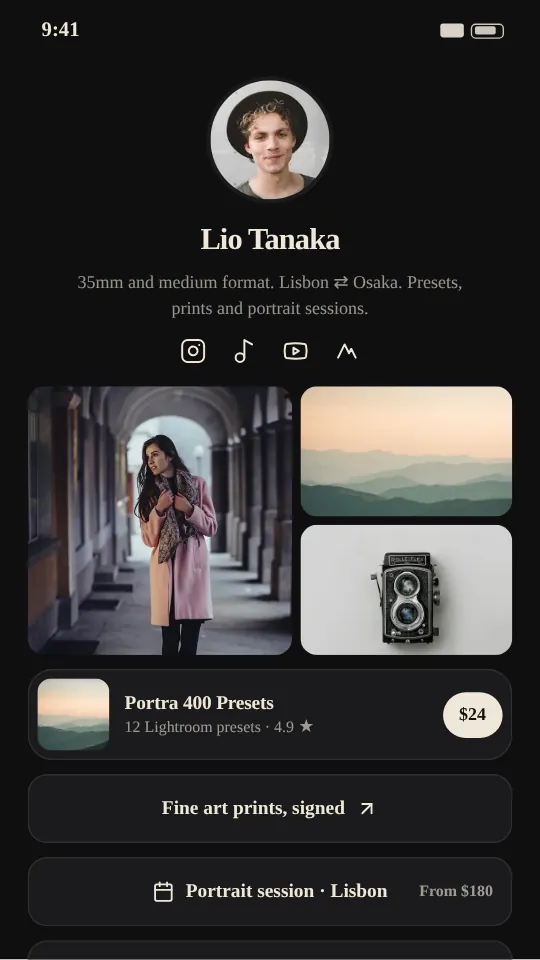 9:41
Lio Tanaka
35mm and medium format. Lisbon ⇄ Osaka. Presets,
prints and portrait sessions.
ROLLEIFLEX
Portra 400 Presets
12 Lightroom presets · 4.9 ★
$24
Fine art prints, signed
Portrait session · Lisbon
From $180